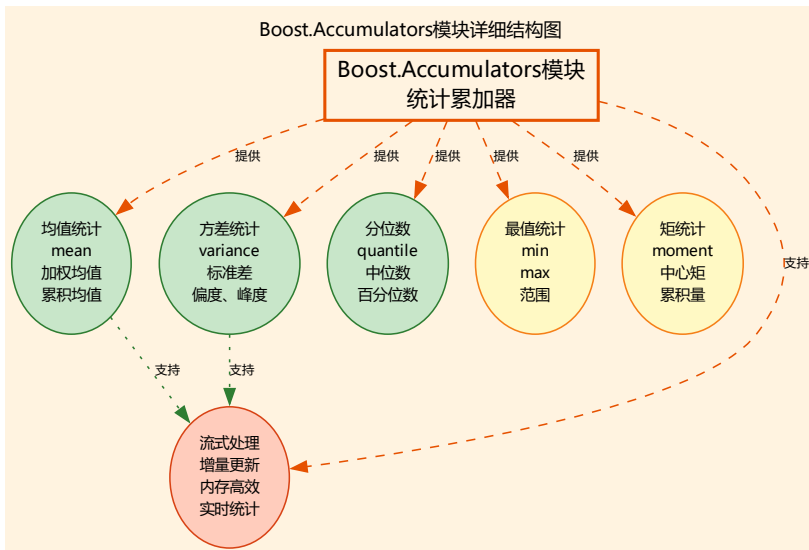 Boost.Accumulators模块详细结构图
Boost.Accumulators模块
统计累加器
提供
提供
提供
提供
提供
支持
均值统计
mean
加权均值
累积均值
方差统计
variance
标准差
偏度、峰度
分位数
quantile
中位数
百分位数
最值统计
min
max
范围
矩统计
moment
中心矩
累积量
支持
支持
流式处理
增量更新
内存高效
实时统计